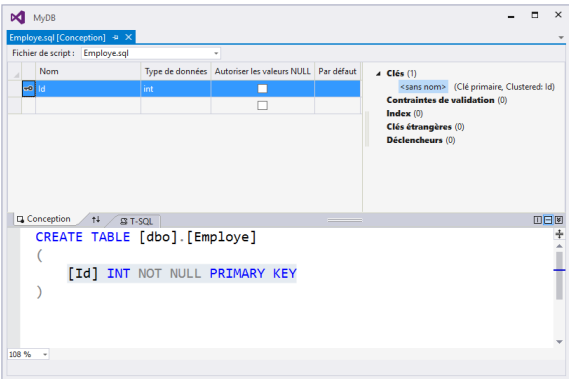 MyDB
Employe.sql [Conception]
Fichier de script : Employe.sql
Nom Type de données Autoriser les valeurs NULL Par défaut
Id int
Clés (1)
<sans nom> (Clé primaire, Clustered: Id)
Contraintes de validation (0)
Index (0)
Clés étrangères (0)
Déclencheurs (0)
Conception T-SQL
CREATE TABLE [dbo].[Employe]
(
[Id] INT NOT NULL PRIMARY KEY
)
108 %